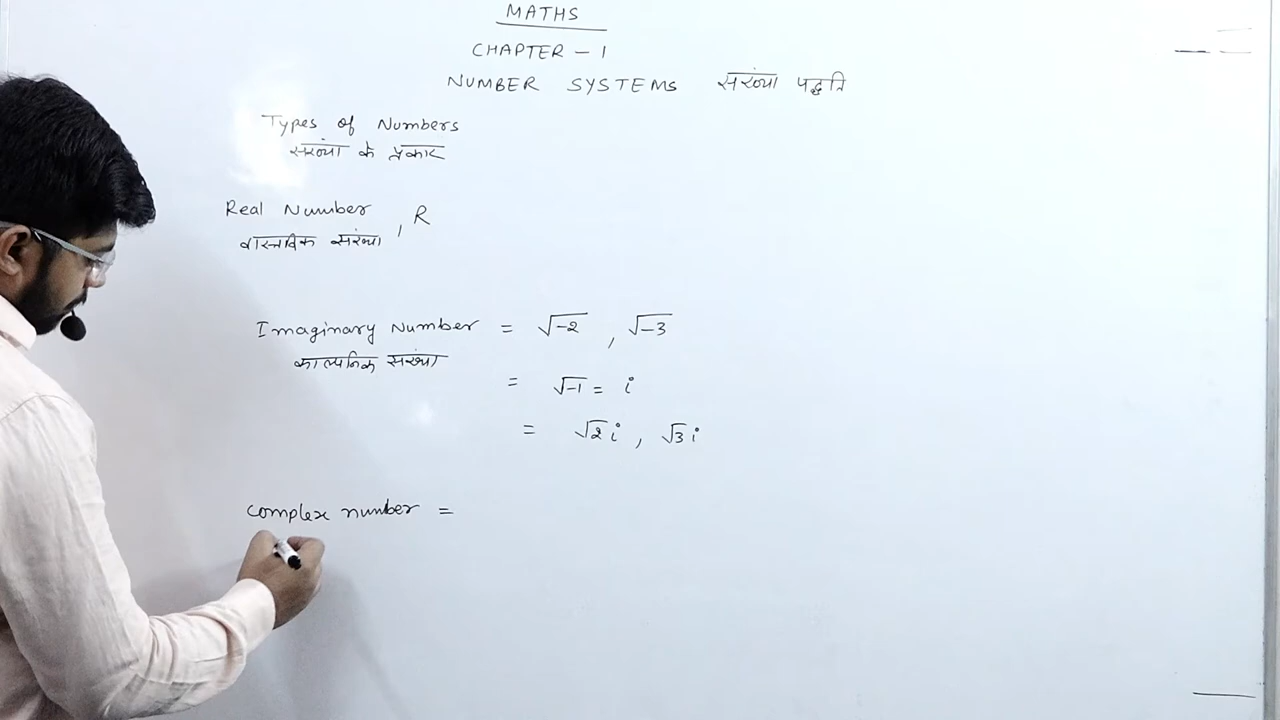 MATHS
CHAPTER - 1
NUMBER SYSTEMS संख्या पद्धति
Types of Numbers
संख्या के प्रकार
Real Number , R
वास्तविक संख्या
Imaginary Number = √-2 , √-3
काल्पनिक संख्या
= √-1 = i
= √2 i , √3 i
complex number =